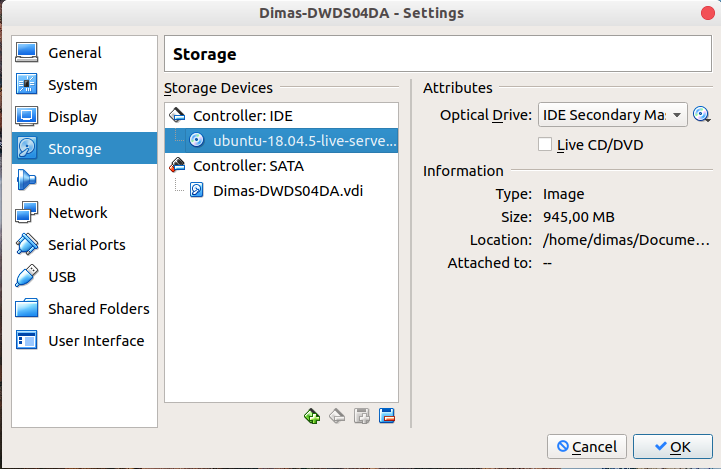 Dimas-DWDS04DA - Settings
General
System
Display
Storage
Audio
Network
Serial Ports
USB
Shared Folders
User Interface
Storage
Storage Devices
Controller: IDE
ubuntu-18.04.5-live-serve...
Controller: SATA
Dimas-DWDS04DA.vdi
Attributes
Optical Drive: IDE Secondary Ma:
Live CD/DVD
Information
Type: Image
Size: 945,00 MB
Location: /home/dimas/Docume...
Attached to: --
Cancel
OK